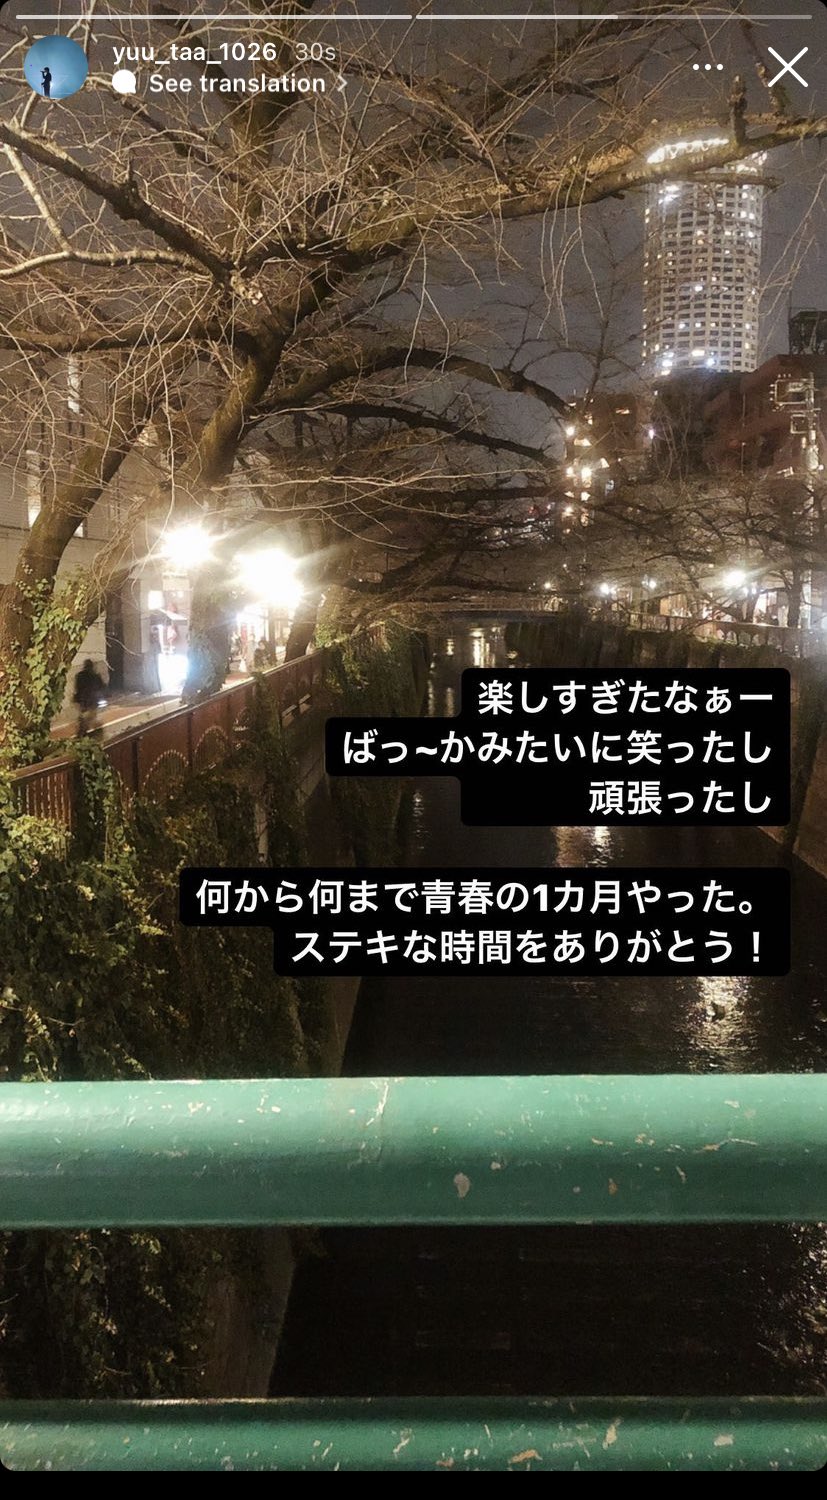 yuu_taa_1026 30s
See translation
楽しすぎたなぁー
ばっ~かみたいに笑ったし
頑張ったし
何から何まで青春の1カ月やった。
ステキな時間をありがとう！